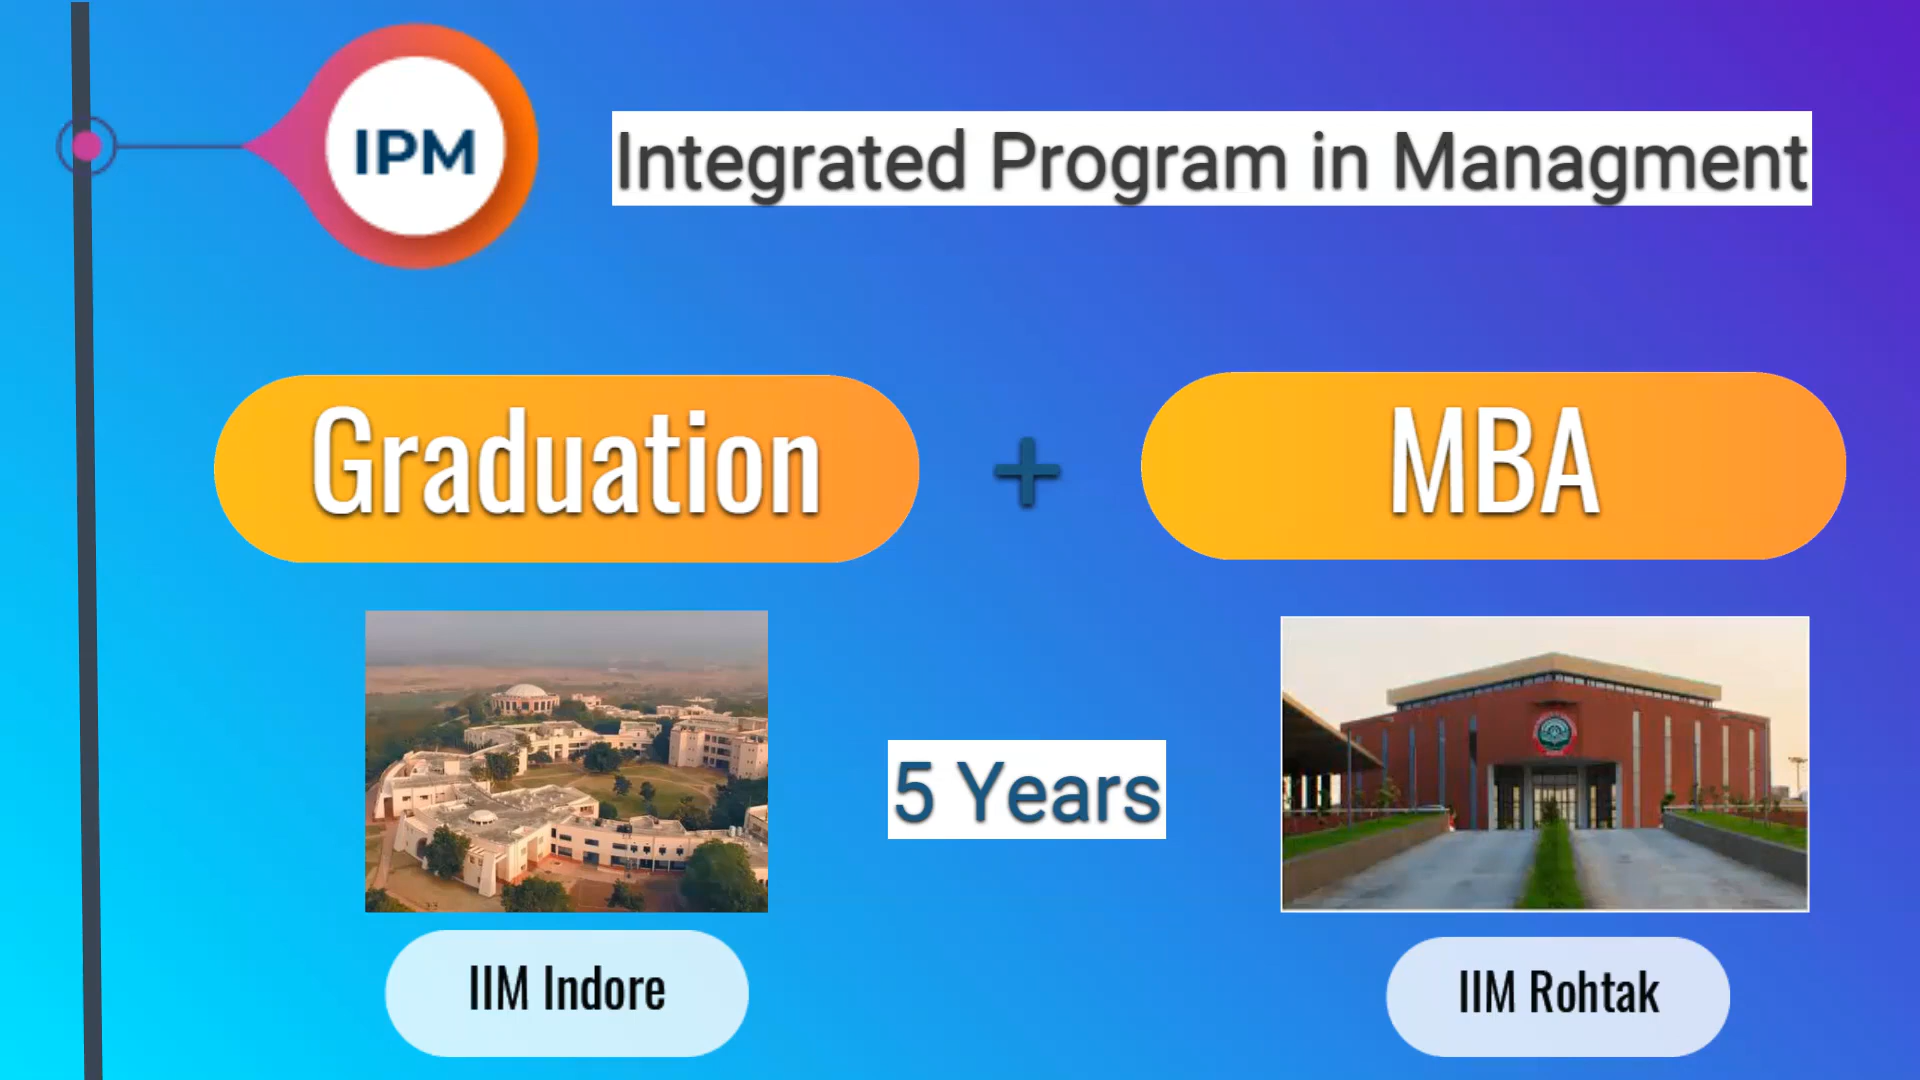 IPM
Integrated Program in Managment
Graduation
+
MBA
5 Years
IIM Indore
IIM Rohtak